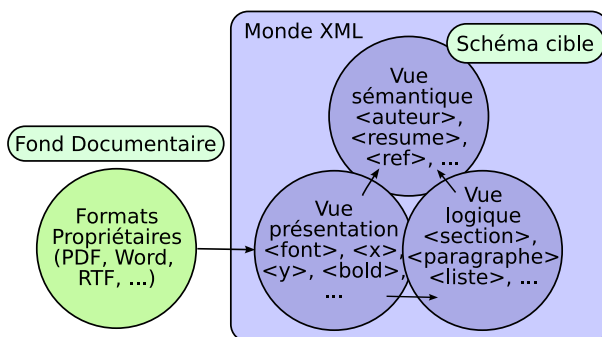 Monde XML
Schéma cible
Vue
sémantique
<auteur>,
<resume>,
<ref>, ...
Fond Documentaire
Formats
Propriétaires
(PDF, Word,
RTF, ...)
Vue
présentation
<font>, <x>,
<y>, <bold>,
...
Vue
logique
<section>,
<paragraphe>
<liste>, ...